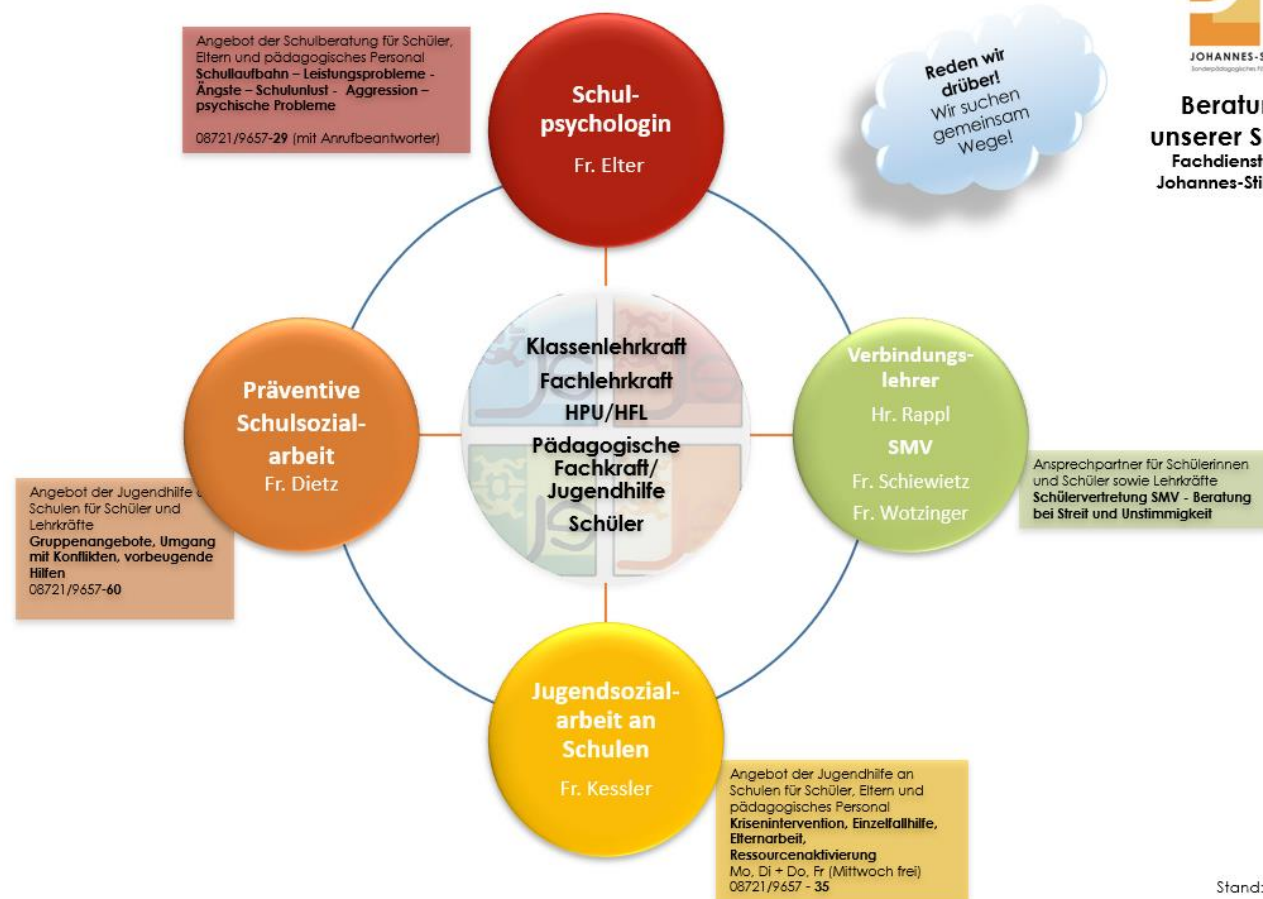 Angebot der Schulberatung für Schüler,
Eltern und pädagogisches Personal
Schullaufbahn – Leistungsprobleme -
Ängste – Schulunlust - Aggression –
psychische Probleme
08721/9657-29 (mit Anrufbeantworter)
Schul-
psychologin
Fr. Elter
Reden wir
drüber!
Wir suchen
gemeinsam
Wege!
JOHANNES-S
Sonderpädagogisches
Beratu
unserer S
Fachdienst
Johannes-Sti
Präventive
Schulsozial-
arbeit
Fr. Dietz
Klassenlehrkraft
Fachlehrkraft
HPU/HFL
Pädagogische
Fachkraft/
Jugendhilfe
Schüler
Verbindungs-
lehrer
Hr. Rappl
SMV
Fr. Schiewietz
Fr. Wotzinger
Angebot der Jugendhilfe
Schulen für Schüler und
Lehrkräfte
Gruppenangebote, Umgang
mit Konflikten, vorbeugende
Hilfen
08721/9657-60
Ansprechpartner für Schülerinnen
und Schüler sowie Lehrkräfte
Schülervertretung SMV - Beratung
bei Streit und Unstimmigkeit
Jugendsozial-
arbeit an
Schulen
Fr. Kessler
Angebot der Jugendhilfe an
Schulen für Schüler, Eltern und
pädagogisches Personal
Krisenintervention, Einzelfallhilfe,
Elternarbeit,
Ressourcenaktivierung
Mo, Di + Do, Fr (Mittwoch frei)
08721/9657 - 35
Stand: